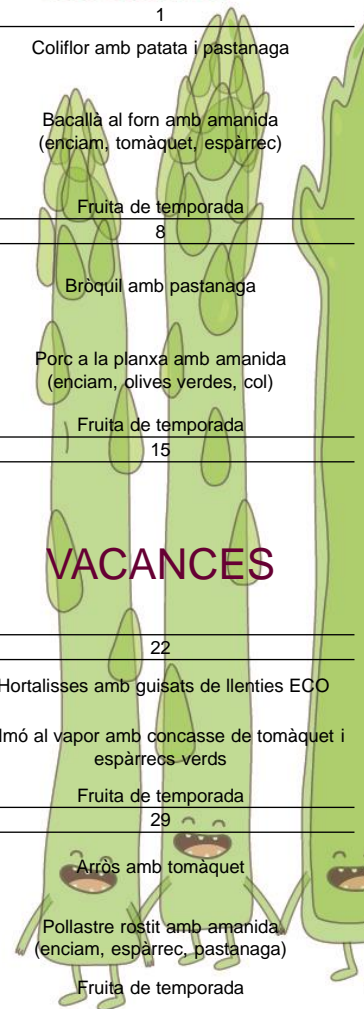 1
Coliflor amb patata i pastanaga
Bacallà al forn amb amanida
(enciam, tomàquet, espàrrec)
Fruita de temporada
8
Bròquil amb pastanaga
Porc a la planxa amb amanida
(enciam, olives verdes, col)
Fruita de temporada
15
VACANCES
22
Hortalisses amb guisats de llenties ECO
lmó al vapor amb concasse de tomàquet i
espàrrecs verds
Fruita de temporada
29
Arròs amb tomàquet
Pollastre rostit amb amanida
(enciam, espàrrec, pastanaga)
Fruita de temporada